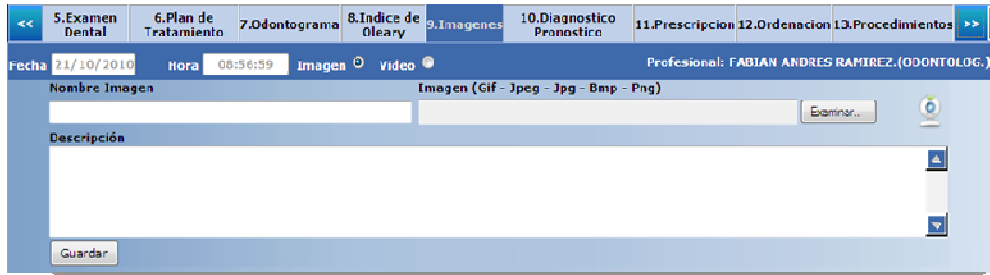 << 5.Examen Dental 6.Plan de Tratamiento 7.Odontograma 8.Indice de Oleary 9.Imagenes 10.Diagnostico Pronostico 11.Prescripcion 12.Ordenacion 13.Procedimientos >>
Fecha 21/10/2010 Hora 08:56:59 Imagen Video Profesional: FABIAN ANDRES RAMIREZ.(ODONTOLOG.)
Nombre Imagen Imagen (Gif - Jpeg - Jpg - Bmp - Png)
Examinar...
Descripción
Guardar